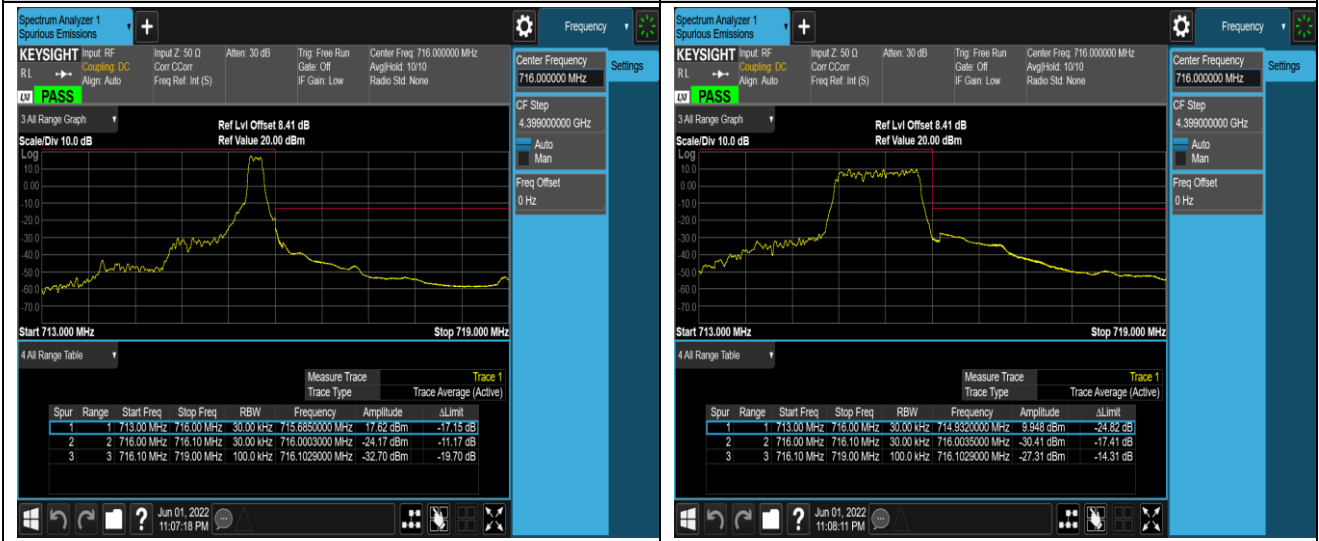 Spectrum Analyzer 1
Spurious Emissions
+
Frequency
KEYSIGHT
RL
LXI
PASS
Input: RF
Coupling: DC
Align: Auto
Input Z: 50 Ω
Corr CCorr
Freq Ref: Int (S)
Atten: 30 dB
Trig: Free Run
Gate: Off
IF Gain: Low
Center Freq: 716.000000 MHz
Avg|Hold: 10/10
Radio Std: None
Center Frequency
716.000000 MHz
Settings
CF Step
4.399000000 GHz
Auto
Man
Freq Offset
0 Hz
3 All Range Graph
Ref Lvl Offset 8.41 dB
Scale/Div 10.0 dB
Ref Value 20.00 dBm
Log
10.0
0.00
-10.0
-20.0
-30.0
-40.0
-50.0
-60.0
-70.0
Start 713.000 MHz
Stop 719.000 MHz
4 All Range Table
Measure Trace Trace 1
Trace Type Trace Average (Active)
Spur Range Start Freq Stop Freq RBW Frequency Amplitude ΔLimit
1 1 713.00 MHz 716.00 MHz 30.00 kHz 715.6850000 MHz 17.62 dBm -17.15 dB
2 2 716.00 MHz 716.10 MHz 30.00 kHz 716.0003000 MHz -24.17 dBm -11.17 dB
3 3 716.10 MHz 719.00 MHz 100.0 kHz 716.1029000 MHz -32.70 dBm -19.70 dB
?
Jun 01, 2022
11:07:18 PM
Spectrum Analyzer 1
Spurious Emissions
+
Frequency
KEYSIGHT
RL
LXI
PASS
Input: RF
Coupling: DC
Align: Auto
Input Z: 50 Ω
Corr CCorr
Freq Ref: Int (S)
Atten: 30 dB
Trig: Free Run
Gate: Off
IF Gain: Low
Center Freq: 716.000000 MHz
Avg|Hold: 10/10
Radio Std: None
Center Frequency
716.000000 MHz
Settings
CF Step
4.399000000 GHz
Auto
Man
Freq Offset
0 Hz
3 All Range Graph
Ref Lvl Offset 8.41 dB
Scale/Div 10.0 dB
Ref Value 20.00 dBm
Log
10.0
0.00
-10.0
-20.0
-30.0
-40.0
-50.0
-60.0
-70.0
Start 713.000 MHz
Stop 719.000 MHz
4 All Range Table
Measure Trace Trace 1
Trace Type Trace Average (Active)
Spur Range Start Freq Stop Freq RBW Frequency Amplitude ΔLimit
1 1 713.00 MHz 716.00 MHz 30.00 kHz 714.9320000 MHz 9.948 dBm -24.82 dB
2 2 716.00 MHz 716.10 MHz 30.00 kHz 716.0035000 MHz -30.41 dBm -17.41 dB
3 3 716.10 MHz 719.00 MHz 100.0 kHz 716.1029000 MHz -27.31 dBm -14.31 dB
?
Jun 01, 2022
11:08:11 PM